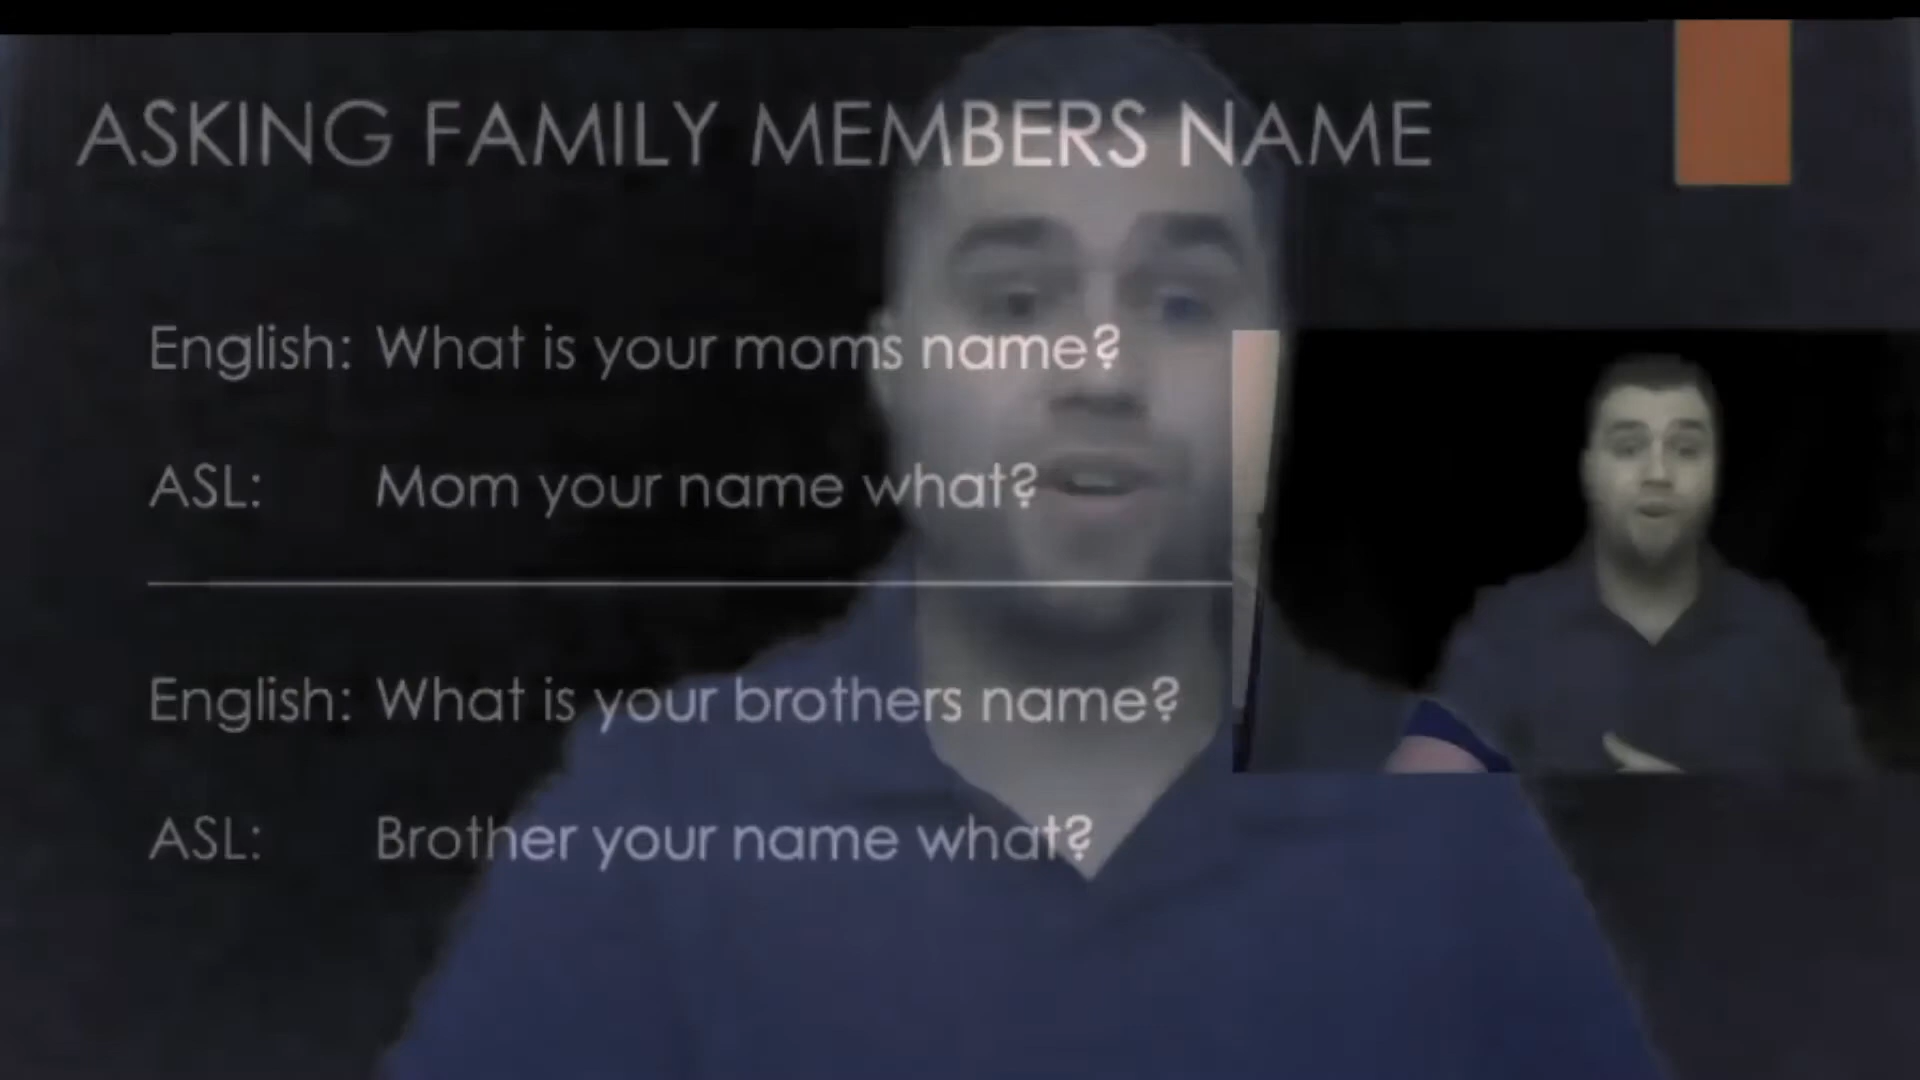 ASKING FAMILY MEMBERS NAME
English: What is your moms name?
ASL: Mom your name what?
English: What is your brothers name?
ASL: Brother your name what?